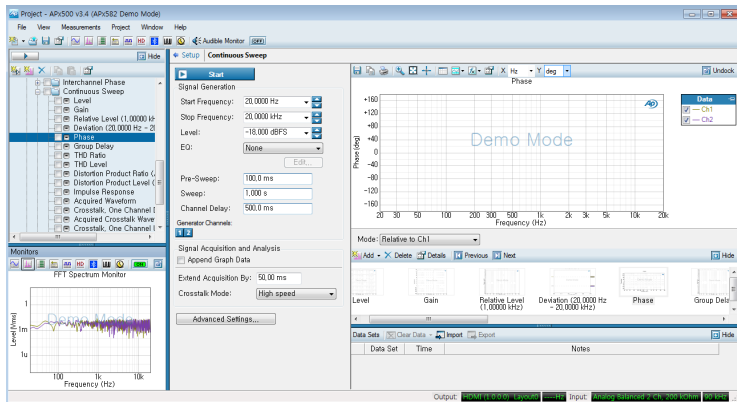 Project - APx500 v3.4 (APx582 Demo Mode)
File View Measurements Project Window Help
Audible Monitor OFF
Hide
Setup Continuous Sweep
Interchannel Phase
Continuous Sweep
Level
Gain
Relative Level (1,00000 kH
Deviation (20,0000 Hz - 20
Phase
Group Delay
THD Ratio
THD Level
Distortion Product Ratio (
Distortion Product Level (
Impulse Response
Acquired Waveform
Crosstalk, One Channel
Acquired Crosstalk Wave
Crosstalk, One Channel
Monitors
ON
FFT Spectrum Monitor
Demo Mode
Level (Vrms)
1
1m
1u
100 1k 10k
Frequency (Hz)
Start
Signal Generation
Start Frequency: 20,0000 Hz
Stop Frequency: 20,0000 kHz
Level: -18,000 dBFS
EQ: None
Edit...
Pre-Sweep: 100,0 ms
Sweep: 1,000 s
Channel Delay: 500,0 ms
Generator Channels:
1 2
Signal Acquisition and Analysis
Append Graph Data
Extend Acquisition By: 50,00 ms
Crosstalk Mode: High speed
Advanced Settings...
X Hz Y deg
Undock
Phase
Phase (deg)
+160
+120
+80
+40
0
-40
-80
-120
-160
Demo Mode
20 30 50 100 200 300 500 1k 2k 3k 5k 10k 20k
Frequency (Hz)
Data
Ch1
Ch2
Mode: Relative to Ch1
Add Delete Details Previous Next Hide
Level
Gain
Relative Level (1,00000 kHz)
Deviation (20,0000 Hz - 20,0000 kHz)
Phase
Group Dela
Data Sets Clear Data Import Export Hide
Data Set Time Notes
Output: HDMI (1.0.0.0) Layout0 ----Hz Input: Analog Balanced 2 Ch, 200 kOhm 90 kHz